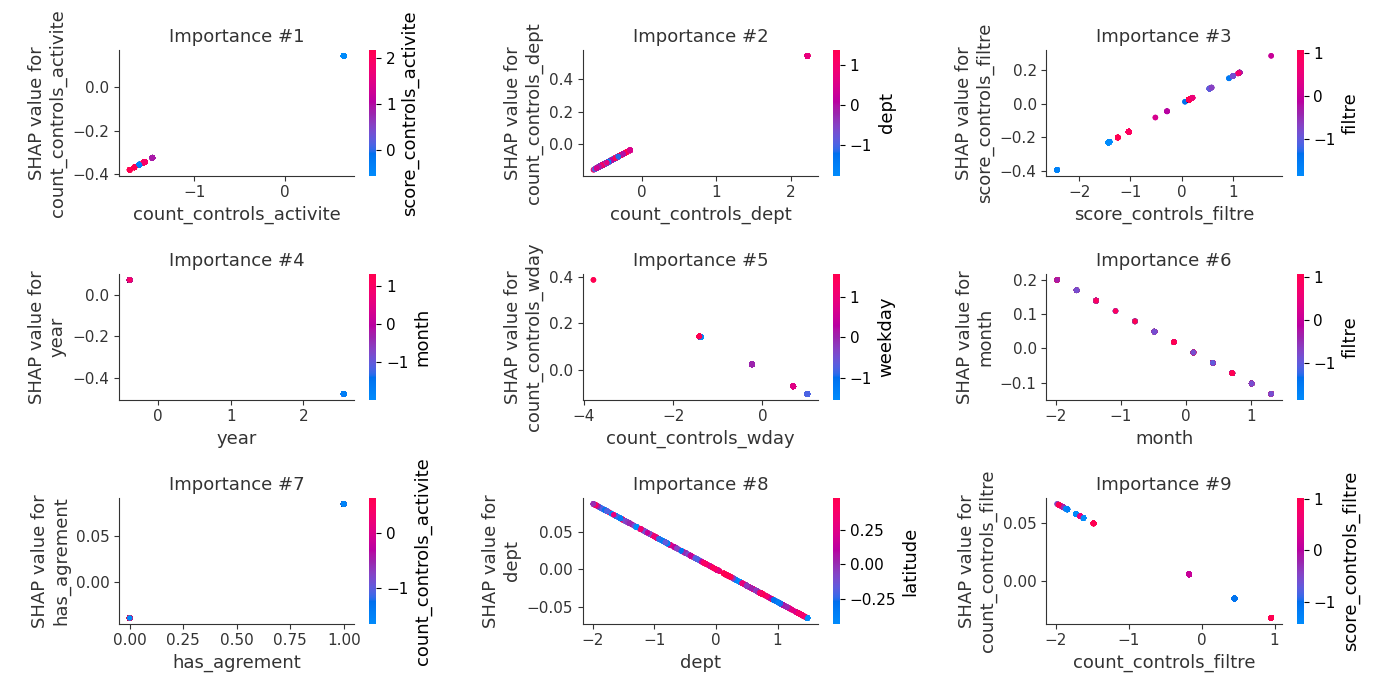 Importance #1
SHAP value for
count_controls_activite
0.0
−0.2
−0.4
−1
0
count_controls_activite
2
1
0
score_controls_activite
Importance #2
SHAP value for
count_controls_dept
0.4
0.2
0.0
0
1
2
count_controls_dept
1
0
−1
dept
Importance #3
SHAP value for
score_controls_filtre
0.2
0.0
−0.2
−0.4
−2
−1
0
1
score_controls_filtre
1
0
−1
filtre
Importance #4
SHAP value for
year
0.0
−0.2
−0.4
0
1
2
year
1
0
−1
month
Importance #5
SHAP value for
count_controls_wday
0.4
0.2
0.0
−4
−2
0
count_controls_wday
1
0
−1
weekday
Importance #6
SHAP value for
month
0.2
0.1
0.0
−0.1
−2
−1
0
1
month
1
0
−1
filtre
Importance #7
SHAP value for
has_agrement
0.05
0.00
0.00
0.25
0.50
0.75
1.00
has_agrement
0
−1
count_controls_activite
Importance #8
SHAP value for
dept
0.05
0.00
−0.05
−2
−1
0
1
dept
0.25
0.00
−0.25
latitude
Importance #9
SHAP value for
count_controls_filtre
0.05
0.00
−2
−1
0
1
count_controls_filtre
1
0
−1
score_controls_filtre